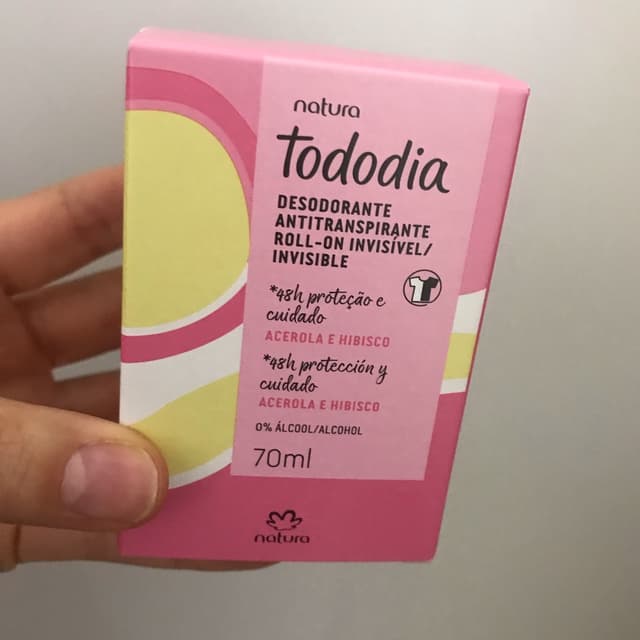 natura
tododia
DESODORANTE
ANTITRANSPIRANTE
ROLL-ON INVISÍVEL/
INVISIBLE
*48h proteção e
cuidado
ACEROLA E HIBISCO
*48h protección y
cuidado
ACEROLA E HIBISCO
0% ÁLCOOL/ALCOHOL
70ml
natura